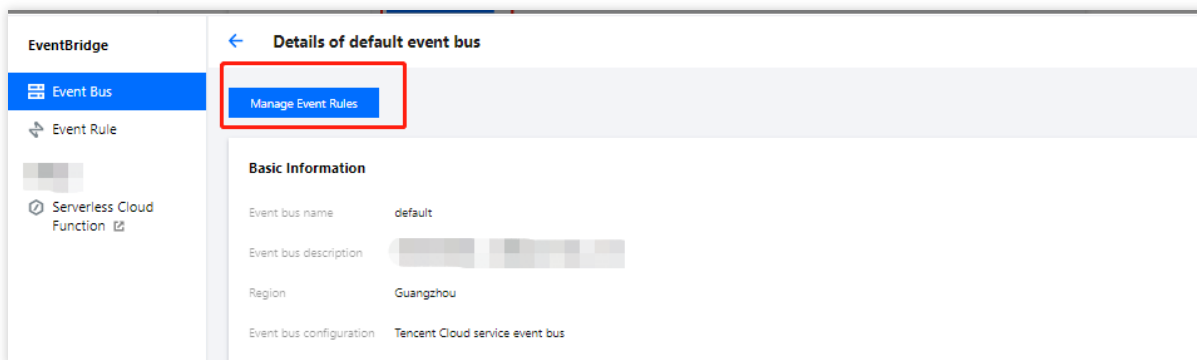 EventBridge
Details of default event bus
Event Bus
Manage Event Rules
Event Rule
Basic Information
Serverless Cloud
Function
Event bus name default
Event bus description
Region Guangzhou
Event bus configuration Tencent Cloud service event bus